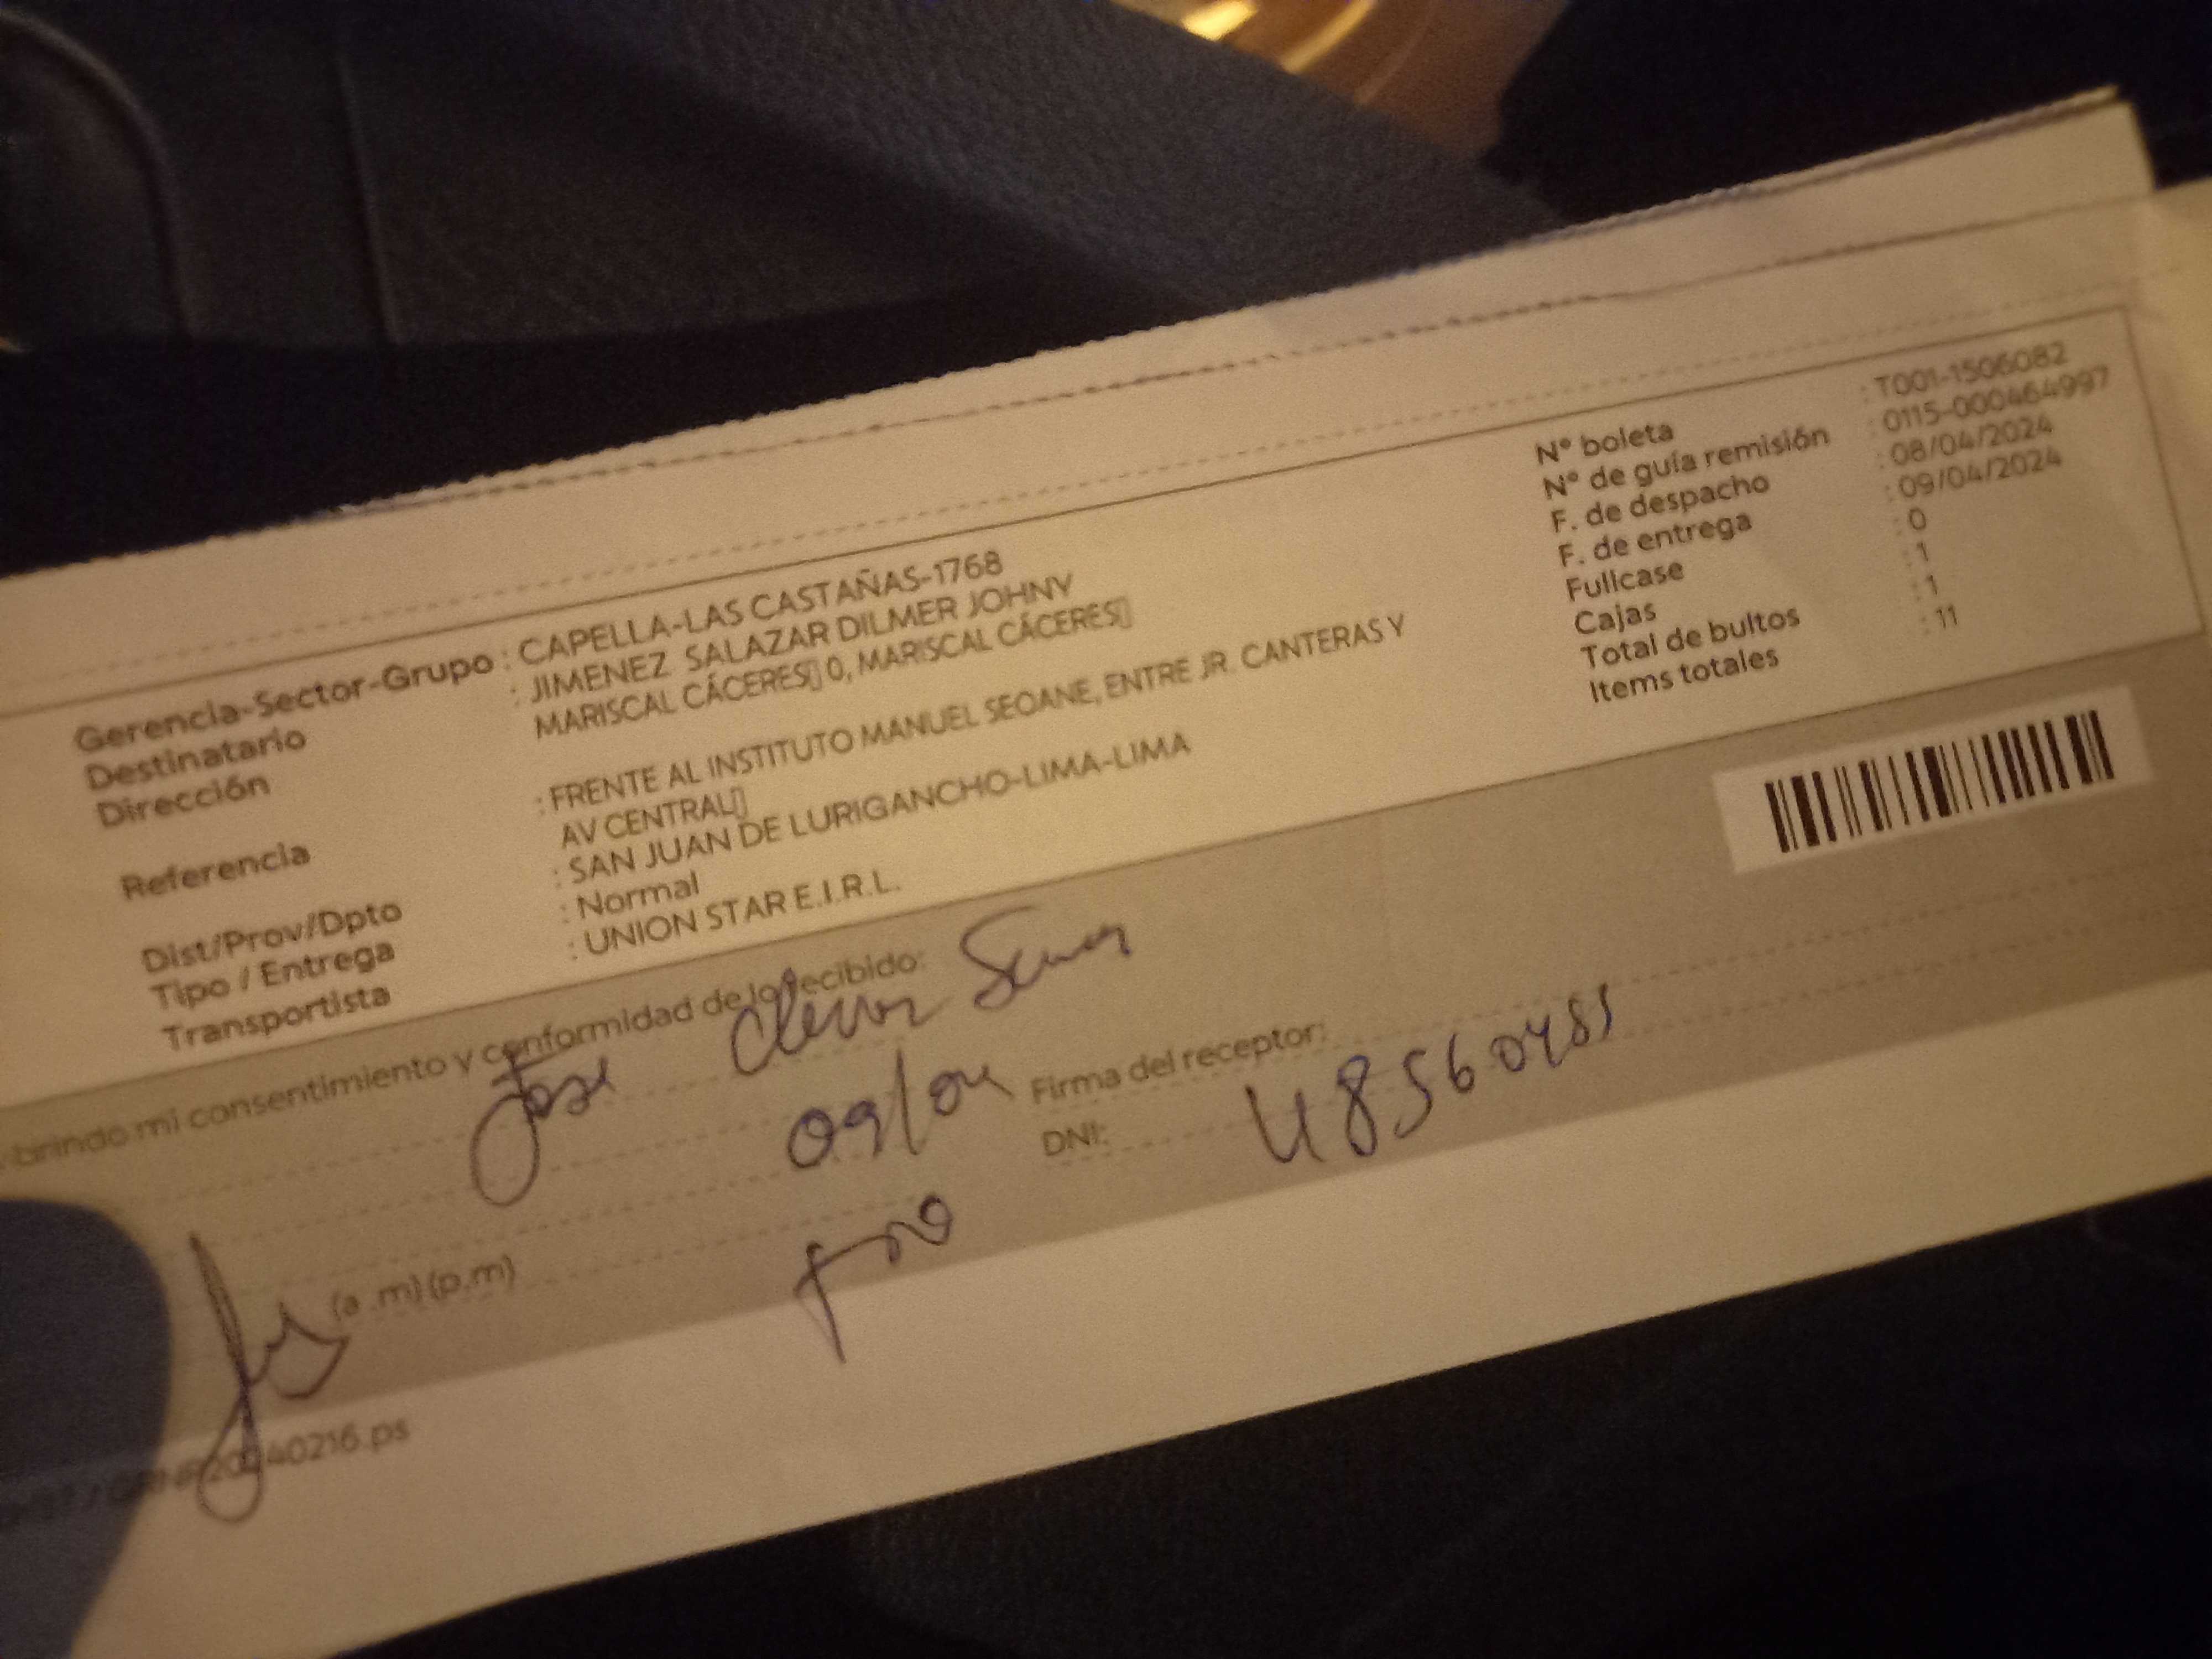 Gerencia-Sector-Grupo : CAPELLA-LAS CASTAÑAS-1768
Destinatario : JIMENEZ SALAZAR DILMER JOHNY
Dirección MARISCAL CÁCERES▯ 0, MARISCAL CÁCERES▯
Referencia : FRENTE AL INSTITUTO MANUEL SEOANE, ENTRE JR. CANTERAS Y
AV CENTRAL▯
Dist/Prov/Dpto : SAN JUAN DE LURIGANCHO-LIMA-LIMA
Tipo / Entrega : Normal
Transportista : UNION STAR E.I.R.L.
N° boleta : T001-1506082
N° de guía remisión : 0115-000464997
F. de despacho : 08/04/2024
F. de entrega : 09/04/2024
Fullcase : 0
Cajas : 1
Total de bultos : 1
Items totales : 11
brindo mi consentimiento y conformidad de lo recibido:
Jose
09/04
Firma del receptor:
DNI: 48560485
(a .m) (p.m)
40216.ps